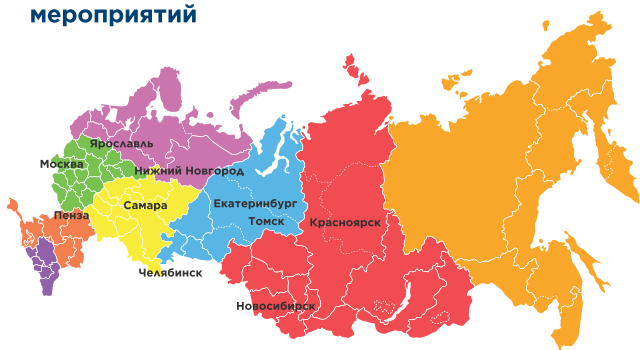 мероприятий
Ярославль
Москва
Нижний Новгород
Екатеринбург
Самара
Пенза
Томск
Красноярск
Челябинск
Новосибирск